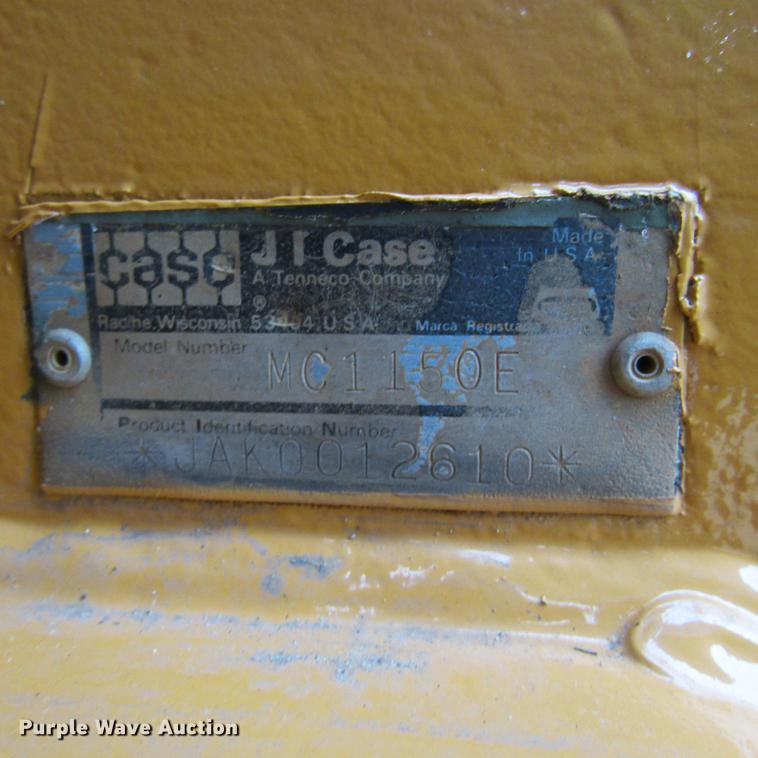 case
J I Case
A Tenneco Company
®
Made
In U.S.A.
Racine, Wisconsin 53404 U.S.A.
Marca
Model Number
MC1150E
Product Identification Number
*JAK0012610*
Purple Wave Auction